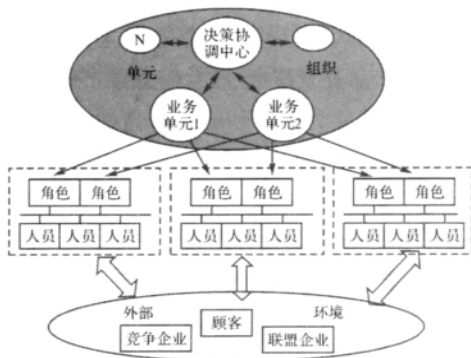 N
决策协
调中心
单元
组织
业务
单元1
业务
单元2
角色 角色
角色 角色
角色 角色
人员 人员 人员
人员 人员 人员
人员 人员 人员
外部
顾客
环境
竞争企业
联盟企业